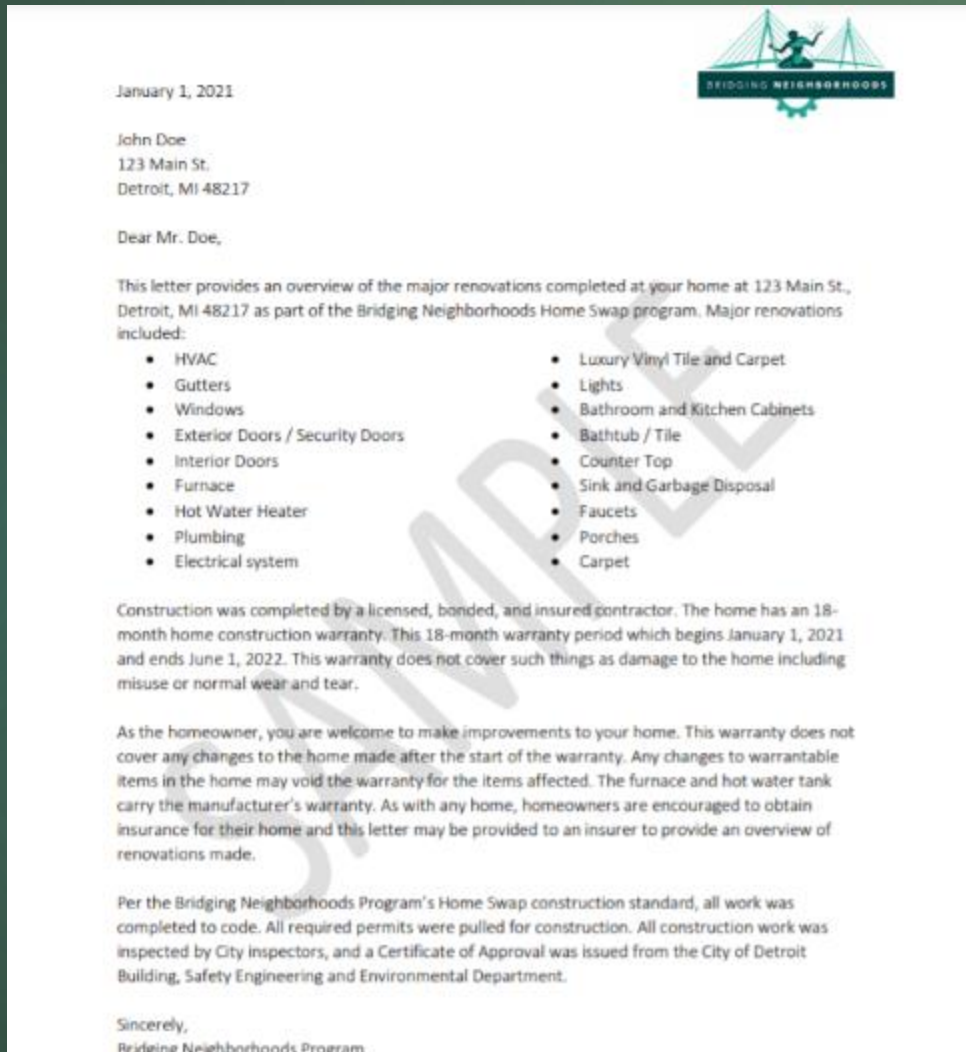 BRIDGING NEIGHBORHOODS
January 1, 2021
John Doe
123 Main St.
Detroit, MI 48217
Dear Mr. Doe,
This letter provides an overview of the major renovations completed at your home at 123 Main St.,
Detroit, MI 48217 as part of the Bridging Neighborhoods Home Swap program. Major renovations
included:
• HVAC
• Gutters
• Windows
• Exterior Doors / Security Doors
• Interior Doors
• Furnace
• Hot Water Heater
• Plumbing
• Electrical system
• Luxury Vinyl Tile and Carpet
• Lights
• Bathroom and Kitchen Cabinets
• Bathtub / Tile
• Counter Top
• Sink and Garbage Disposal
• Faucets
• Porches
• Carpet
Construction was completed by a licensed, bonded, and insured contractor. The home has an 18-
month home construction warranty. This 18-month warranty period which begins January 1, 2021
and ends June 1, 2022. This warranty does not cover such things as damage to the home including
misuse or normal wear and tear.
As the homeowner, you are welcome to make improvements to your home. This warranty does not
cover any changes to the home made after the start of the warranty. Any changes to warrantable
items in the home may void the warranty for the items affected. The furnace and hot water tank
carry the manufacturer's warranty. As with any home, homeowners are encouraged to obtain
insurance for their home and this letter may be provided to an insurer to provide an overview of
renovations made.
Per the Bridging Neighborhoods Program's Home Swap construction standard, all work was
completed to code. All required permits were pulled for construction. All construction work was
inspected by City inspectors, and a Certificate of Approval was issued from the City of Detroit
Building, Safety Engineering and Environmental Department.
Sincerely,
Bridging Neighborhoods Program
SAMPLE